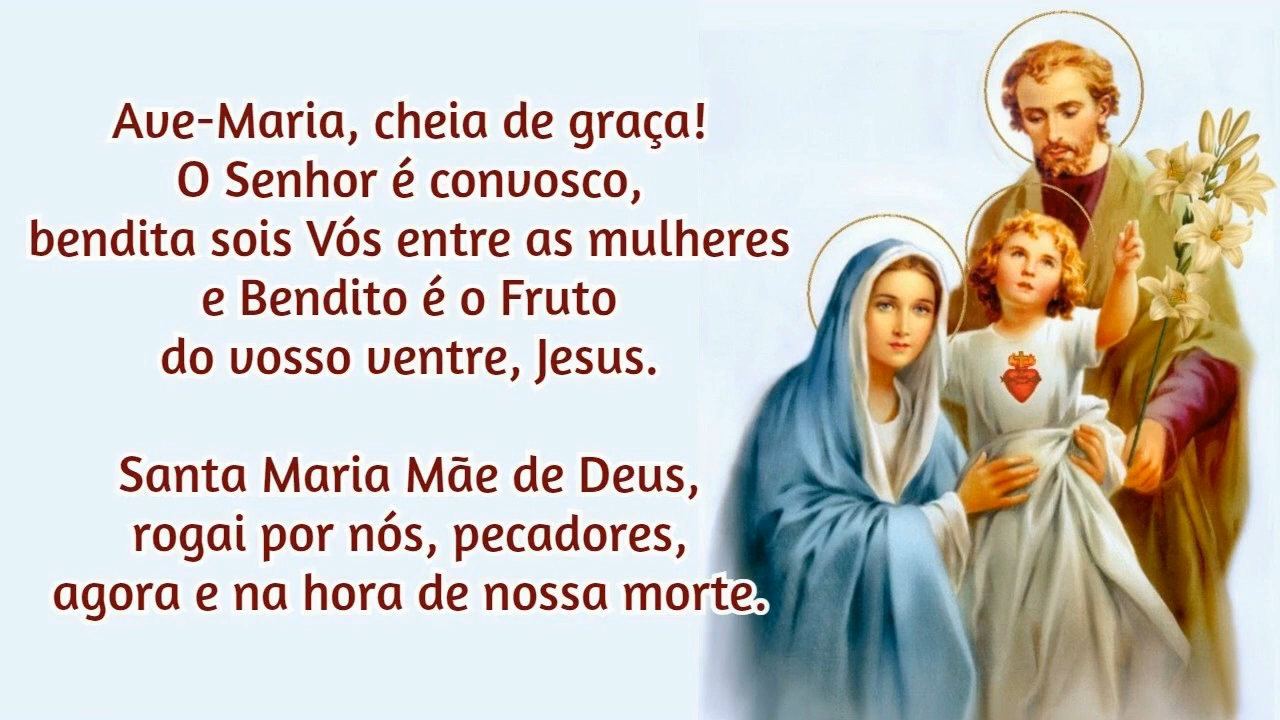 Ave-Maria, cheia de graça!
O Senhor é convosco,
bendita sois Vós entre as mulheres
e Bendito é o Fruto
do vosso ventre, Jesus.
Santa Maria Mãe de Deus,
rogai por nós, pecadores,
agora e na hora de nossa morte.